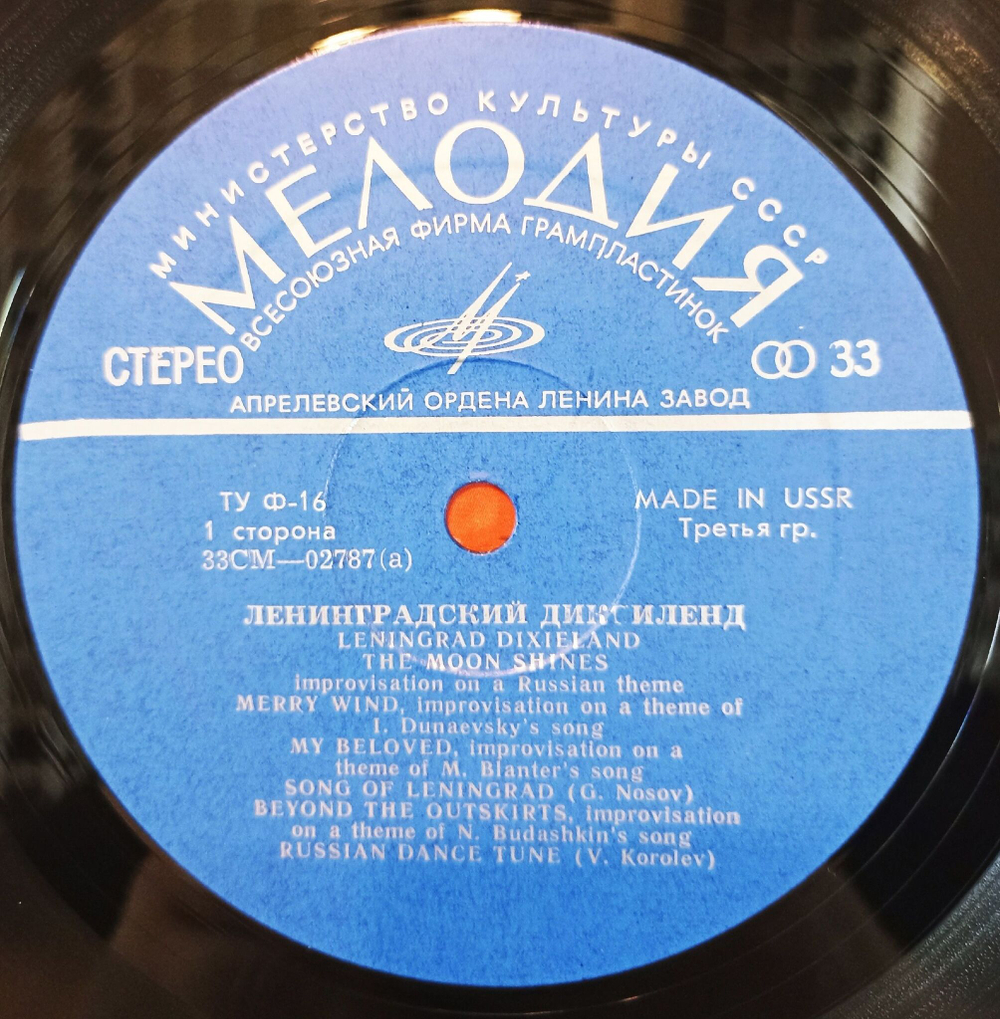 МИНИСТЕРСТВО КУЛЬТУРЫ СССР
МЕЛОДИЯ
ВСЕСОЮЗНАЯ ФИРМА ГРАМПЛАСТИНОК
СТЕРЕО
33
АПРЕЛЕВСКИЙ ОРДЕНА ЛЕНИНА ЗАВОД
ТУ Ф-16
1 сторона
33СМ—02787(а)
MADE IN USSR
Третья гр.
ЛЕНИНГРАДСКИЙ ДИКСИЛЕНД
LENINGRAD DIXIELAND
THE MOON SHINES
improvisation on a Russian theme
MERRY WIND, improvisation on a theme of
I. Dunaevsky's song
MY BELOVED, improvisation on a
theme of M. Blanter's song
SONG OF LENINGRAD (G. Nosov)
BEYOND THE OUTSKIRTS, improvisation
on a theme of N. Budashkin's song
RUSSIAN DANCE TUNE (V. Korolev)